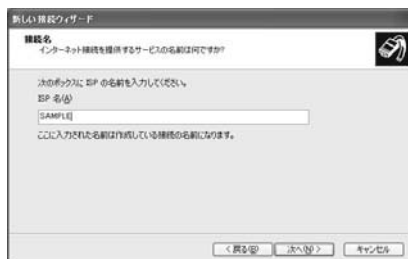 新しい接続ウィザード
接続名
インターネット接続を提供するサービスの名前は何ですか?
次のボックスに ISP の名前を入力してください。
ISP 名(A)
SAMPLE
ここに入力された名前は作成している接続の名前になります。
< 戻る(B)
次へ(N) >
キャンセル